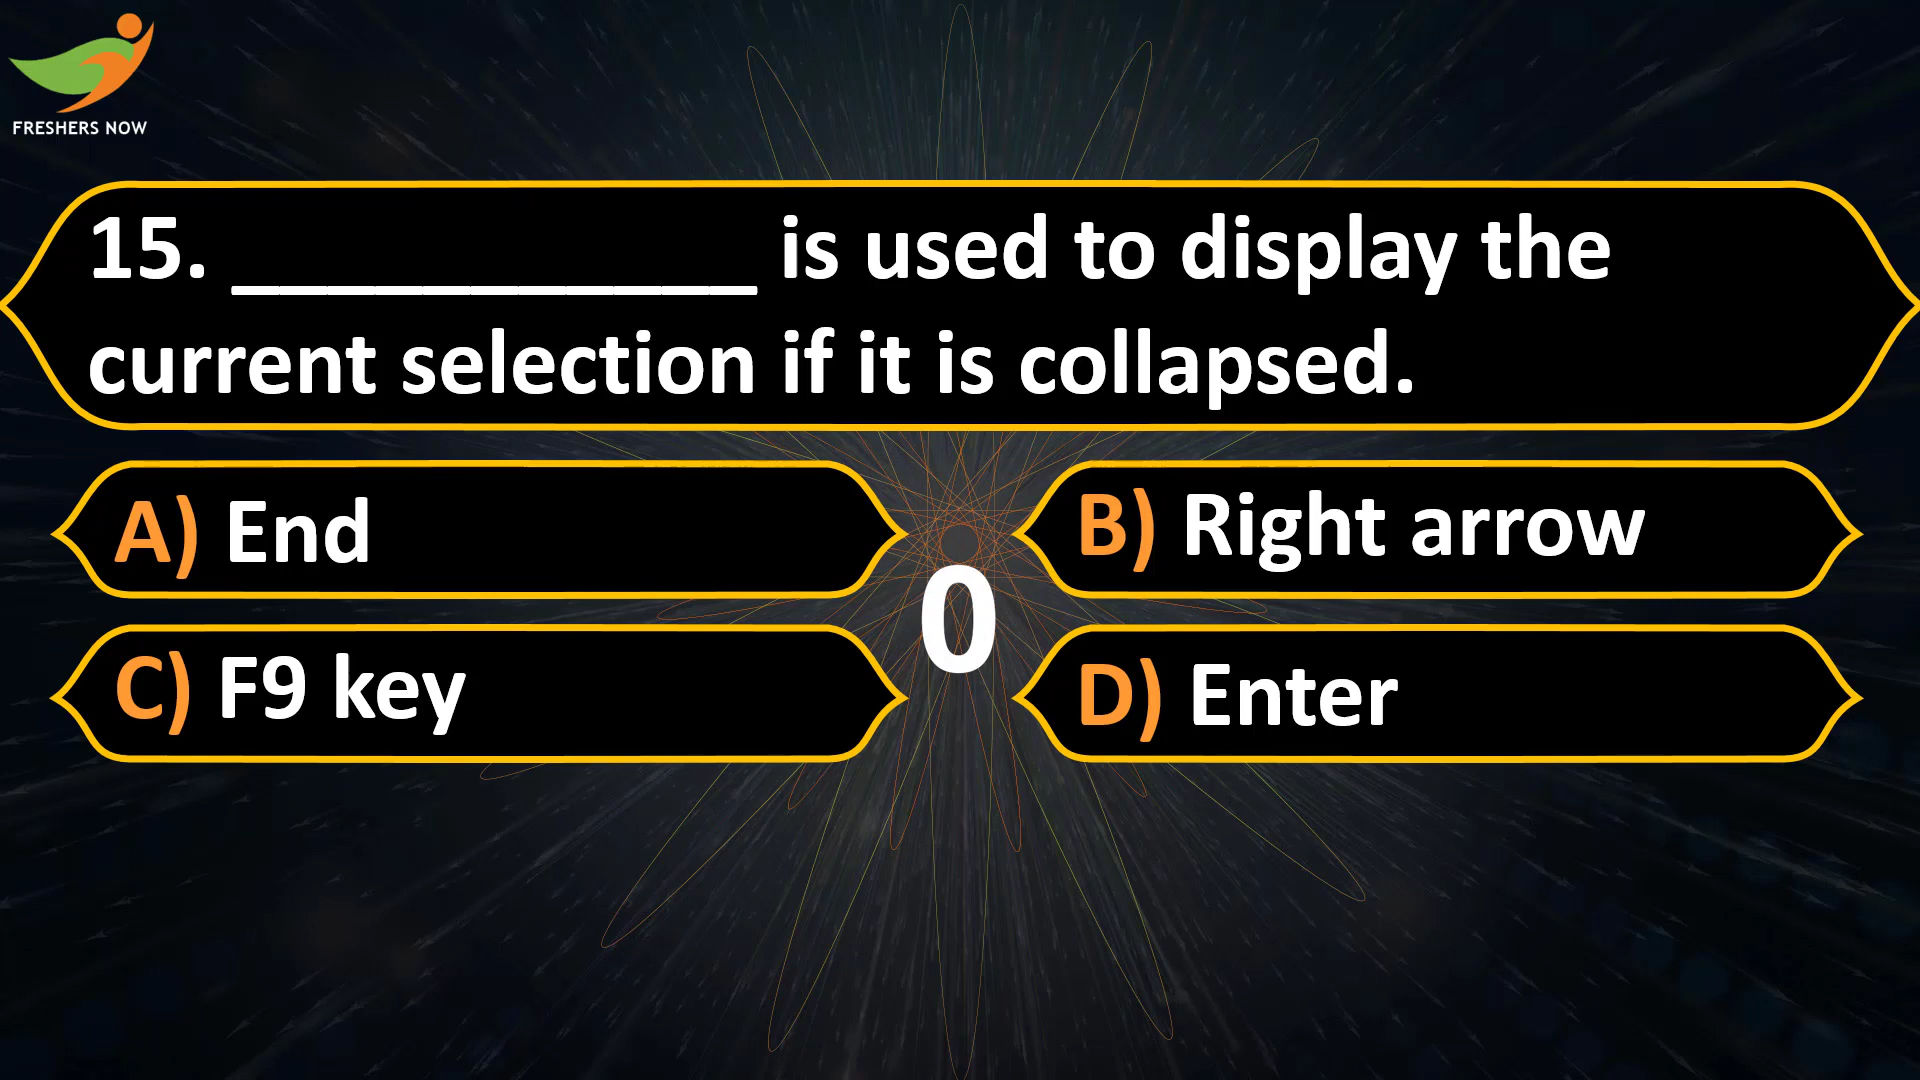 FRESHERS NOW
15. ____________ is used to display the
current selection if it is collapsed.
A) End
B) Right arrow
0
C) F9 key
D) Enter